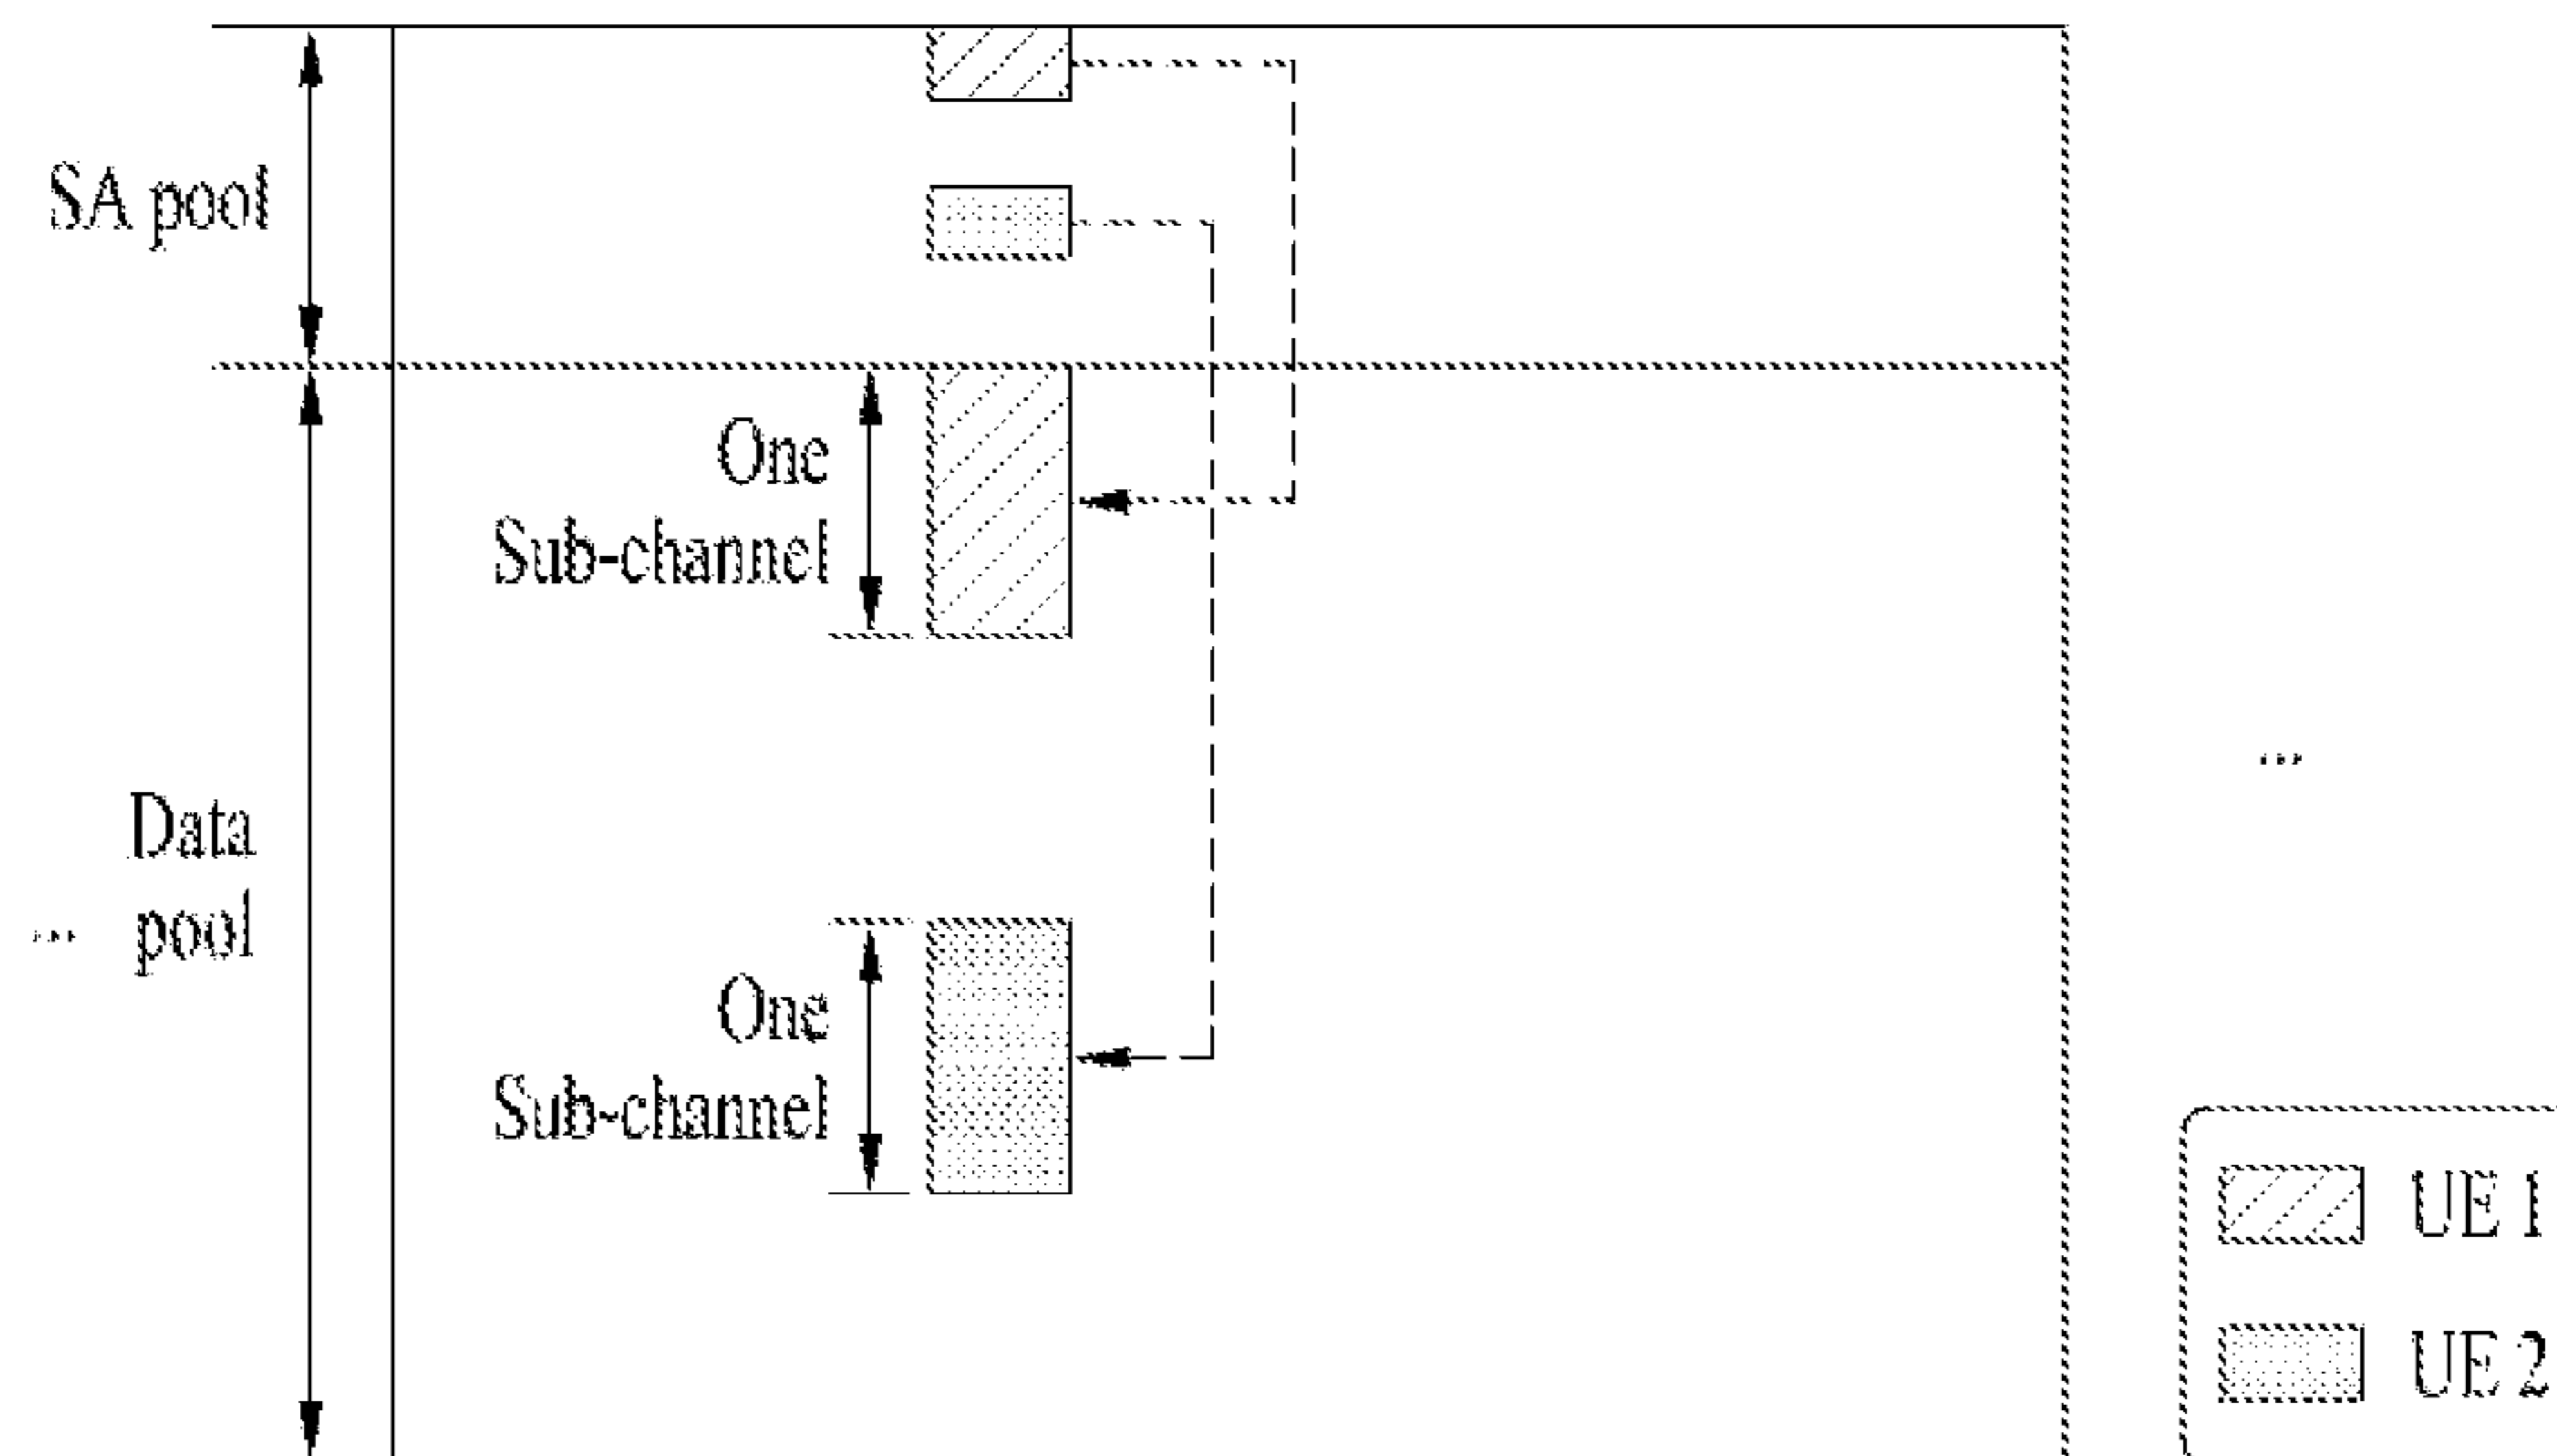 SA pool
One
Sub-channel
...
Data
pool
...
One
Sub-channel
UE 1
UE 2